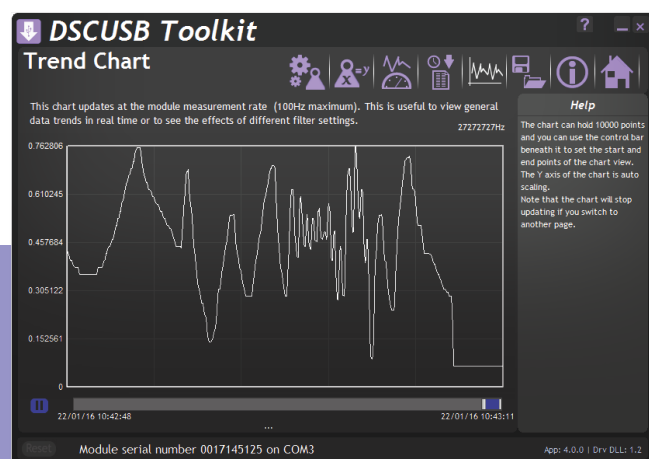 DSCUSB Toolkit
?
Trend Chart
X
=y
This chart updates at the module measurement rate (100Hz maximum). This is useful to view general
data trends in real time or to see the effects of different filter settings.
27272727Hz
0.762806
0.610245
0.457684
0.305122
0.152561
0
22/01/16 10:42:48
22/01/16 10:43:11
...
Help
The chart can hold 10000 points
and you can use the control bar
beneath it to set the start and
end points of the chart view.
The Y axis of the chart is auto
scaling.
Note that the chart will stop
updating if you switch to
another page.
Reset
Module serial number 0017145125 on COM3
App: 4.0.0 | Drv DLL: 1.2